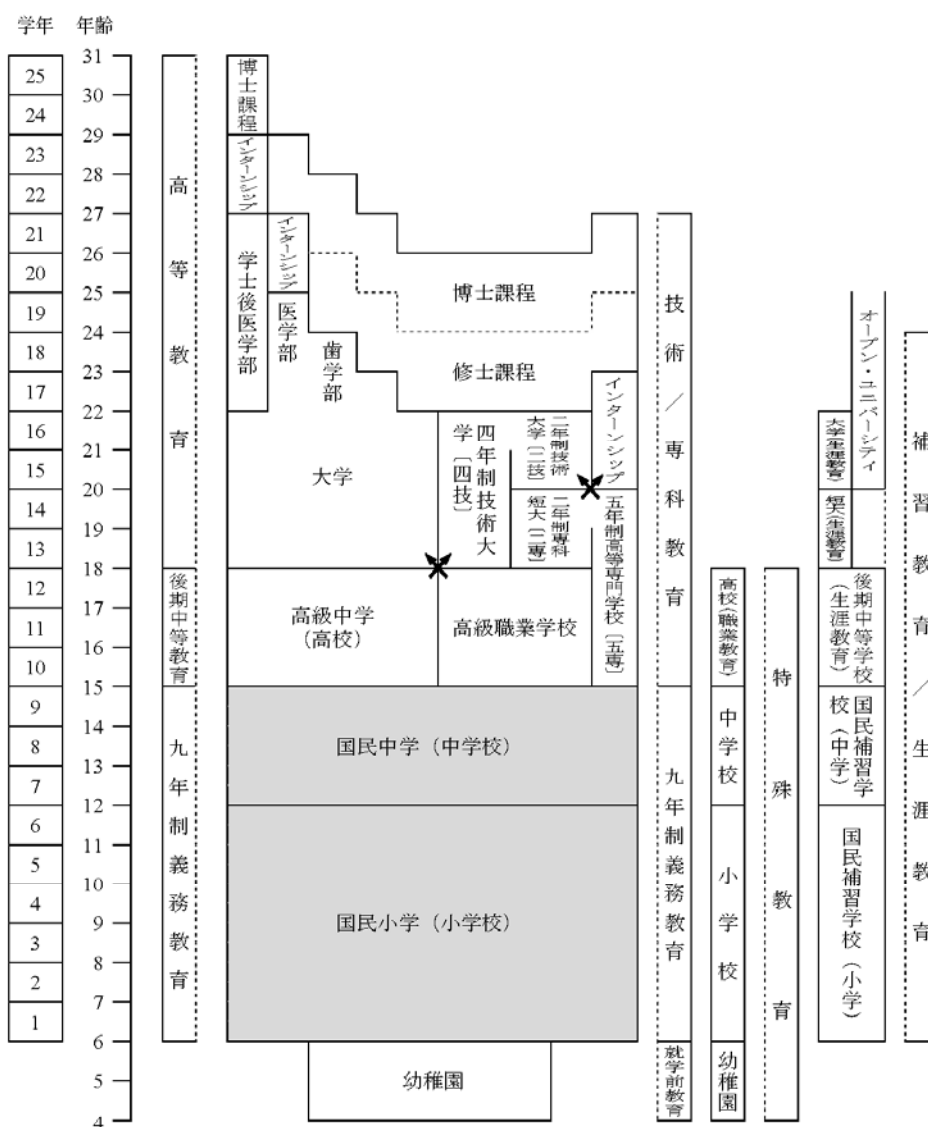 学年 年齢
31
25
30
24
29
23
28
22
27
21
26
20
25
19
24
18
23
17
22
16
21
15
20
14
19
13
18
12
17
11
16
10
15
9
14
8
13
7
12
6
11
5
10
4
9
3
8
2
7
1
6
5
4
高等教育
後期中等教育
九年制義務教育
博士課程
インターンシップ
学士後医学部
インターンシップ
医学部
歯学部
博士課程
修士課程
大学
四年制技術大
学〔四技〕
二年制技術
大学〔二技〕
二年制専科
短大〔二専〕
インターンシップ
五年制高等専門学校〔五専〕
高級中学
(高校)
高級職業学校
国民中学(中学校)
国民小学(小学校)
幼稚園
技術/専科教育
九年制義務教育
就学前教育
高校(職業教育)
中学校
小学校
幼稚園
特殊教育
オープン・ユニバーシティ
大学(生涯教育)
短大(生涯教育)
後期中等学校
(生涯教育)
国民補習学
校(中学)
国民補習学校(小学)
補習教育/生涯教育